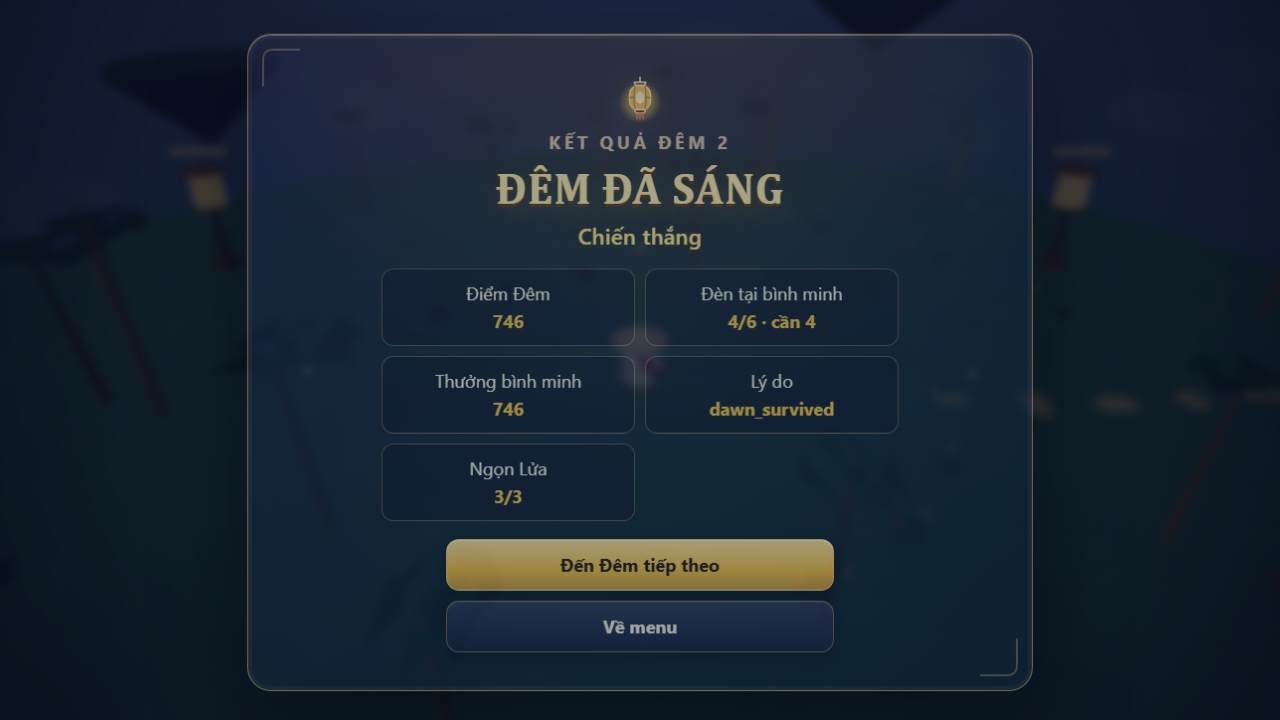 KẾT QUẢ ĐÊM 2
ĐÊM ĐÃ SÁNG
Chiến thắng
Điểm Đêm
746
Đèn tại bình minh
4/6 · cần 4
Thưởng bình minh
746
Lý do
dawn_survived
Ngọn Lửa
3/3
Đến Đêm tiếp theo
Về menu